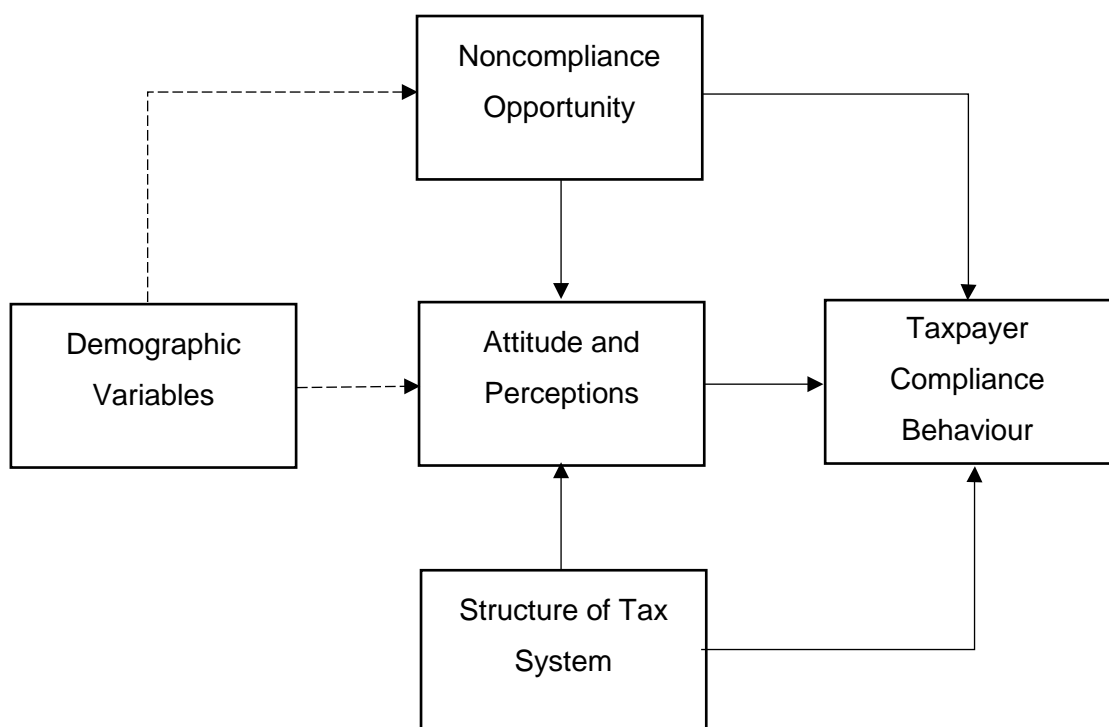 Noncompliance
Opportunity
Demographic
Variables
Attitude and
Perceptions
Taxpayer
Compliance
Behaviour
Structure of Tax
System